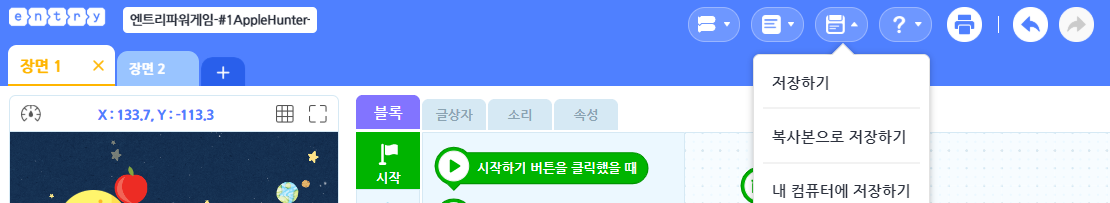 entry
엔트리파워게임-#1AppleHunter-
?
장면 1
장면 2
+
저장하기
X : 133.7, Y : -113.3
블록
글상자
소리
속성
복사본으로 저장하기
시작하기 버튼을 클릭했을 때
시작
내 컴퓨터에 저장하기